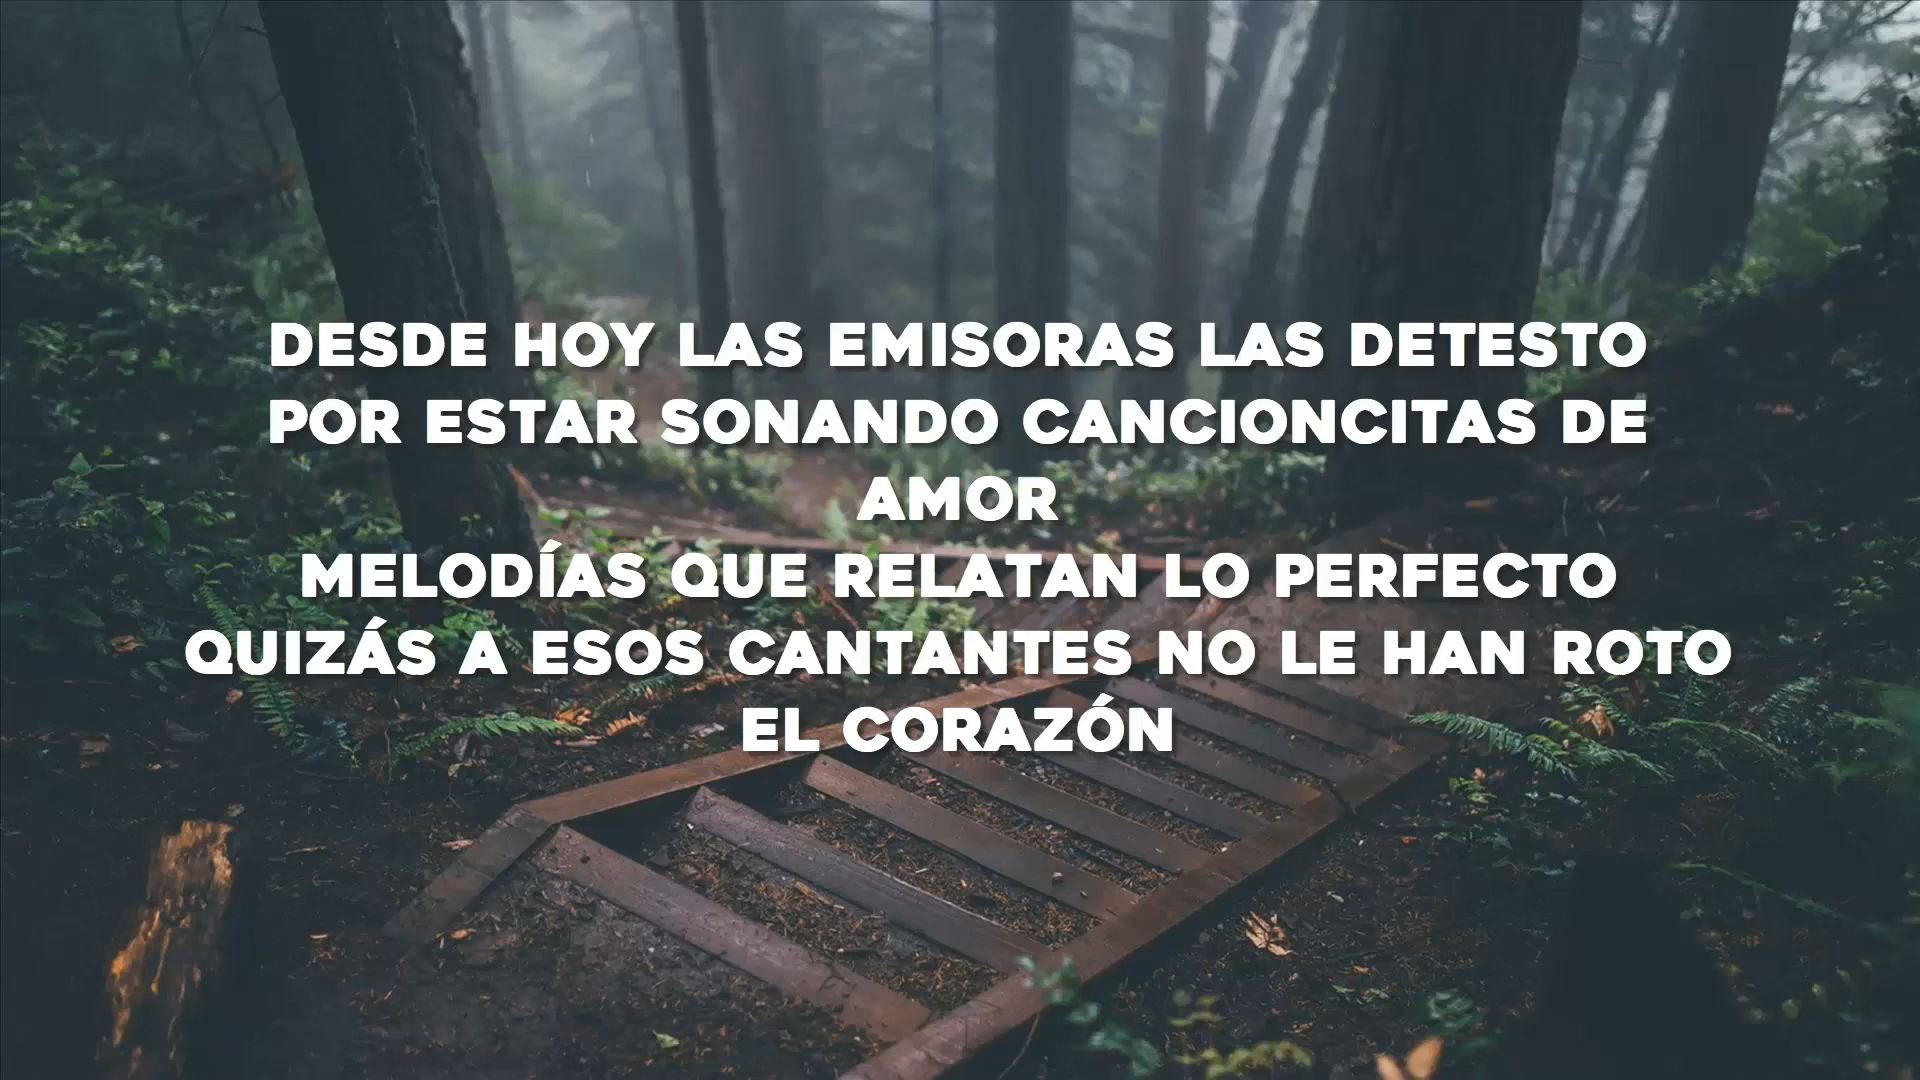 DESDE HOY LAS EMISORAS LAS DETESTO
POR ESTAR SONANDO CANCIONCITAS DE
AMOR
MELODÍAS QUE RELATAN LO PERFECTO
QUIZÁS A ESOS CANTANTES NO LE HAN ROTO
EL CORAZÓN